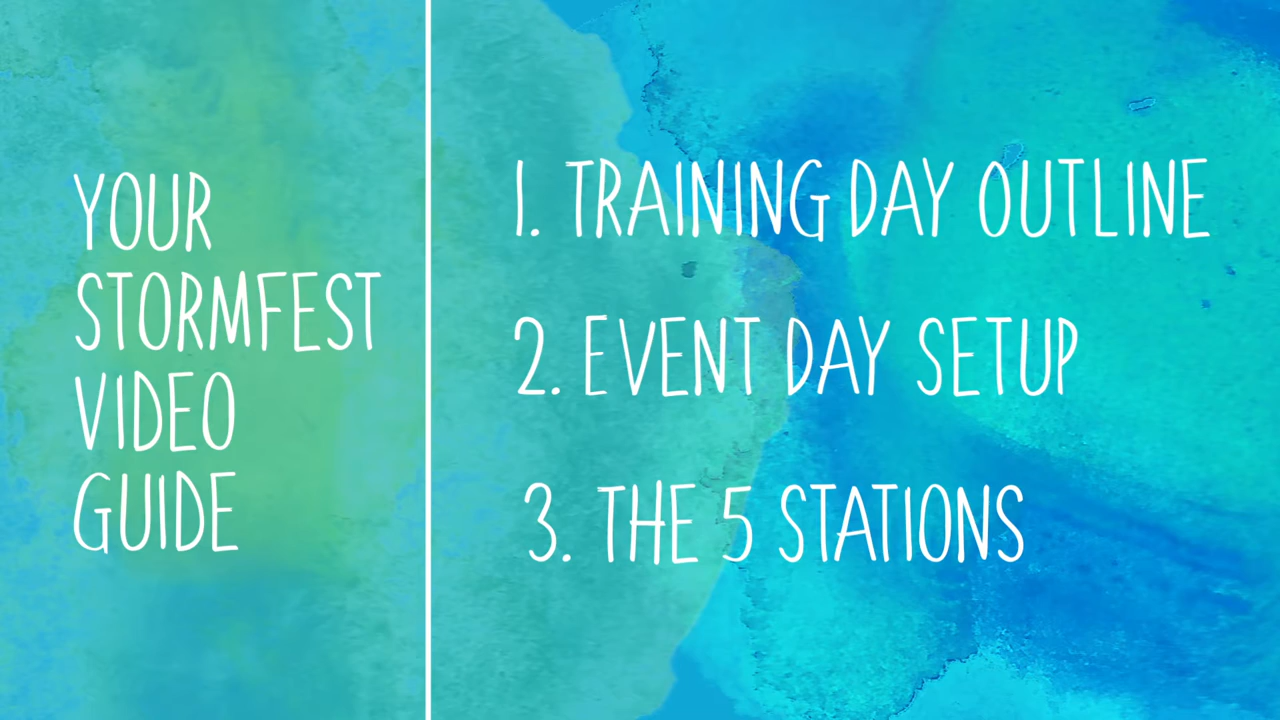 YOUR
STORMFEST
VIDEO
GUIDE
1. TRAINING DAY OUTLINE
2. EVENT DAY SETUP
3. THE 5 STATIONS